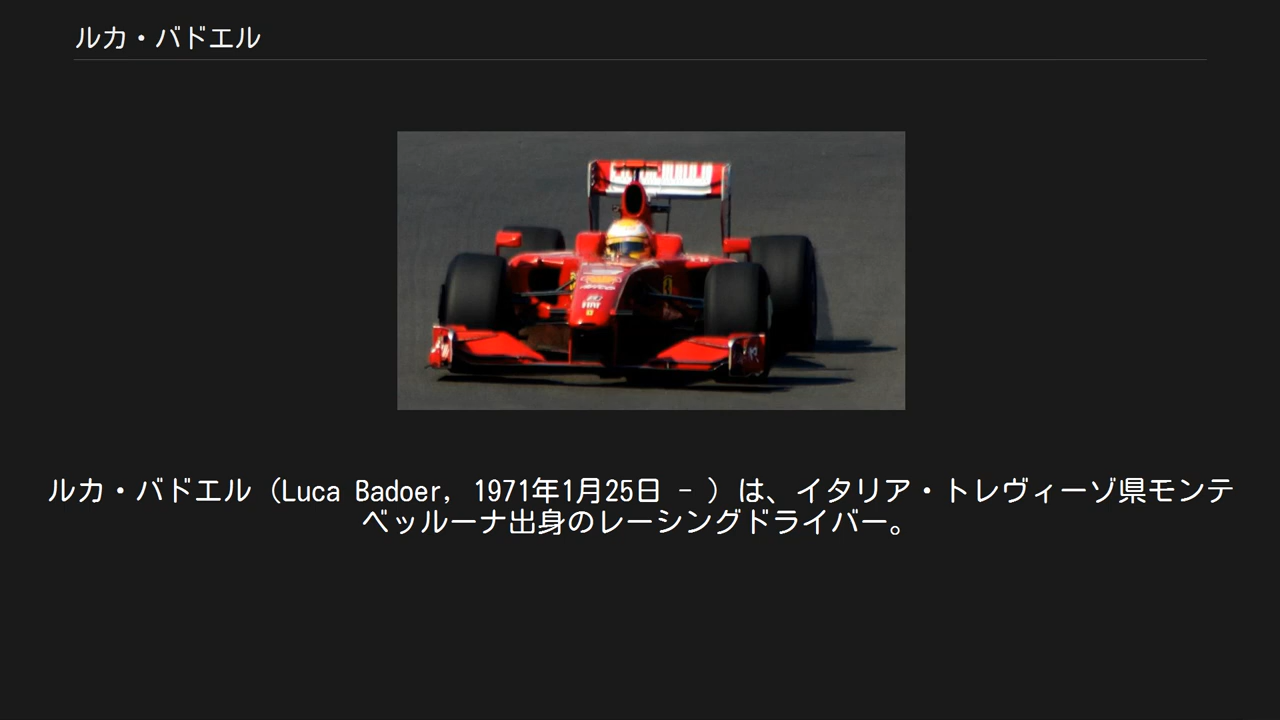 ルカ・バドエル
ルカ・バドエル（Luca Badoer, 1971年1月25日 - ）は、イタリア・トレヴィーゾ県モンテ
ベッルーナ出身のレーシングドライバー。